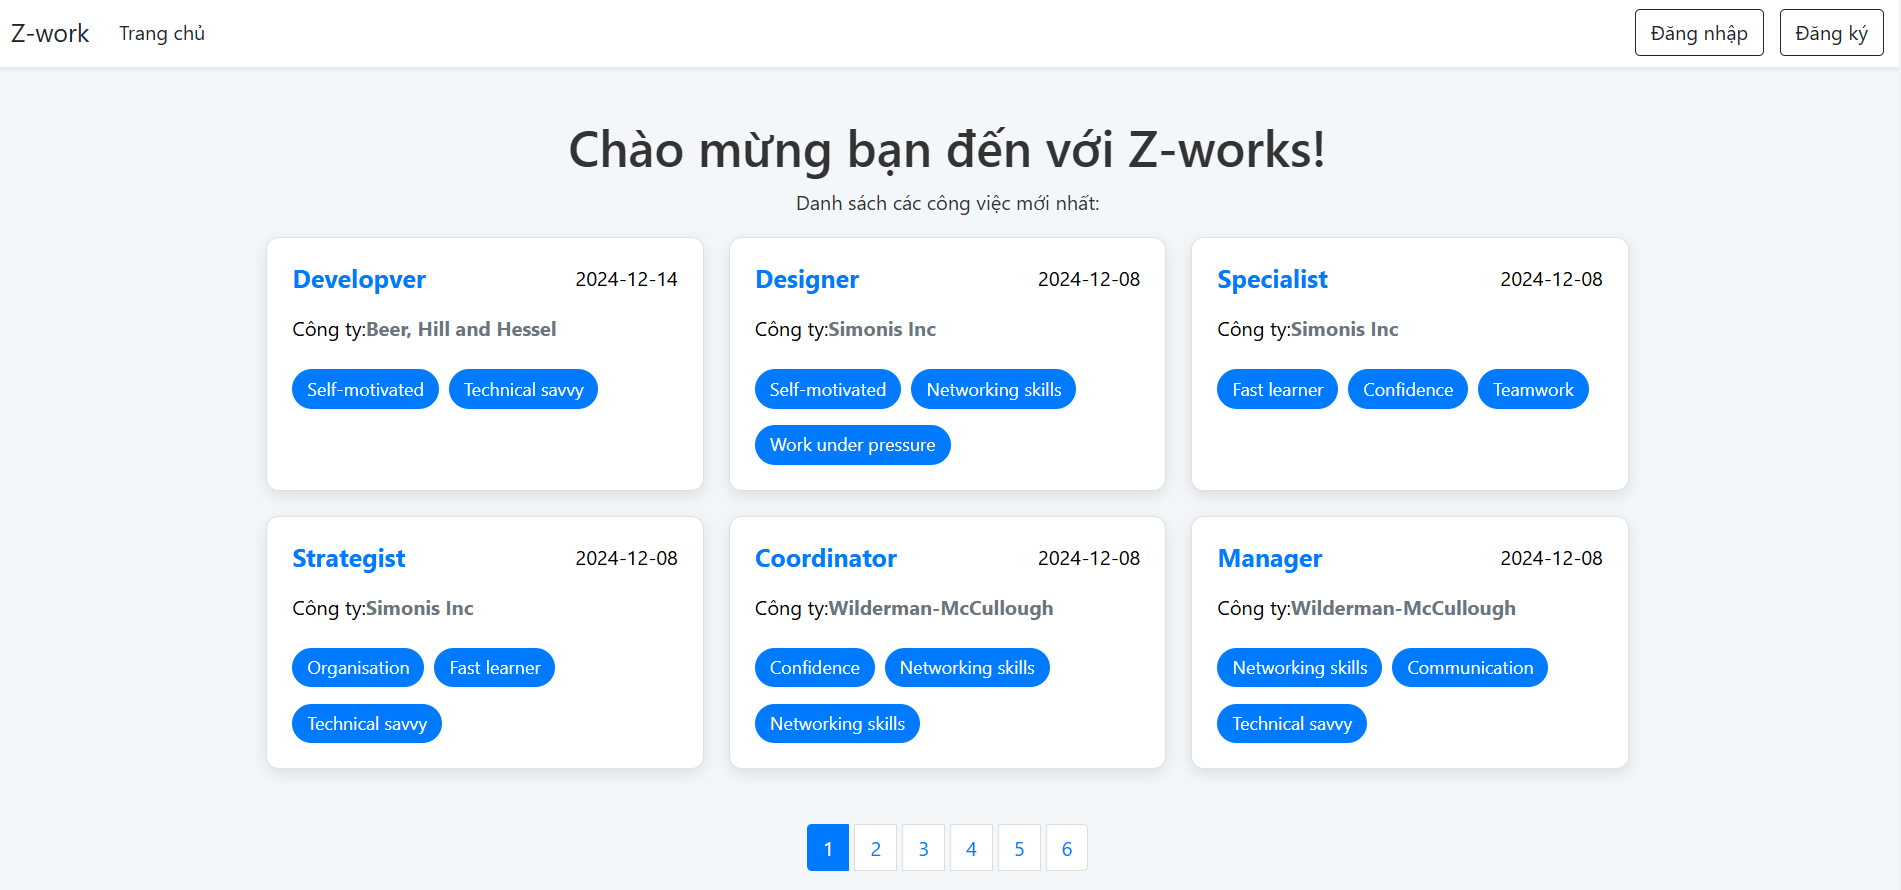 Z-work Trang chủ Đăng nhập Đăng ký
Chào mừng bạn đến với Z-works!
Danh sách các công việc mới nhất:
Developver 2024-12-14
Công ty:Beer, Hill and Hessel
Self-motivated Technical savvy
Designer 2024-12-08
Công ty:Simonis Inc
Self-motivated Networking skills
Work under pressure
Specialist 2024-12-08
Công ty:Simonis Inc
Fast learner Confidence Teamwork
Strategist 2024-12-08
Công ty:Simonis Inc
Organisation Fast learner
Technical savvy
Coordinator 2024-12-08
Công ty:Wilderman-McCullough
Confidence Networking skills
Networking skills
Manager 2024-12-08
Công ty:Wilderman-McCullough
Networking skills Communication
Technical savvy
1 2 3 4 5 6